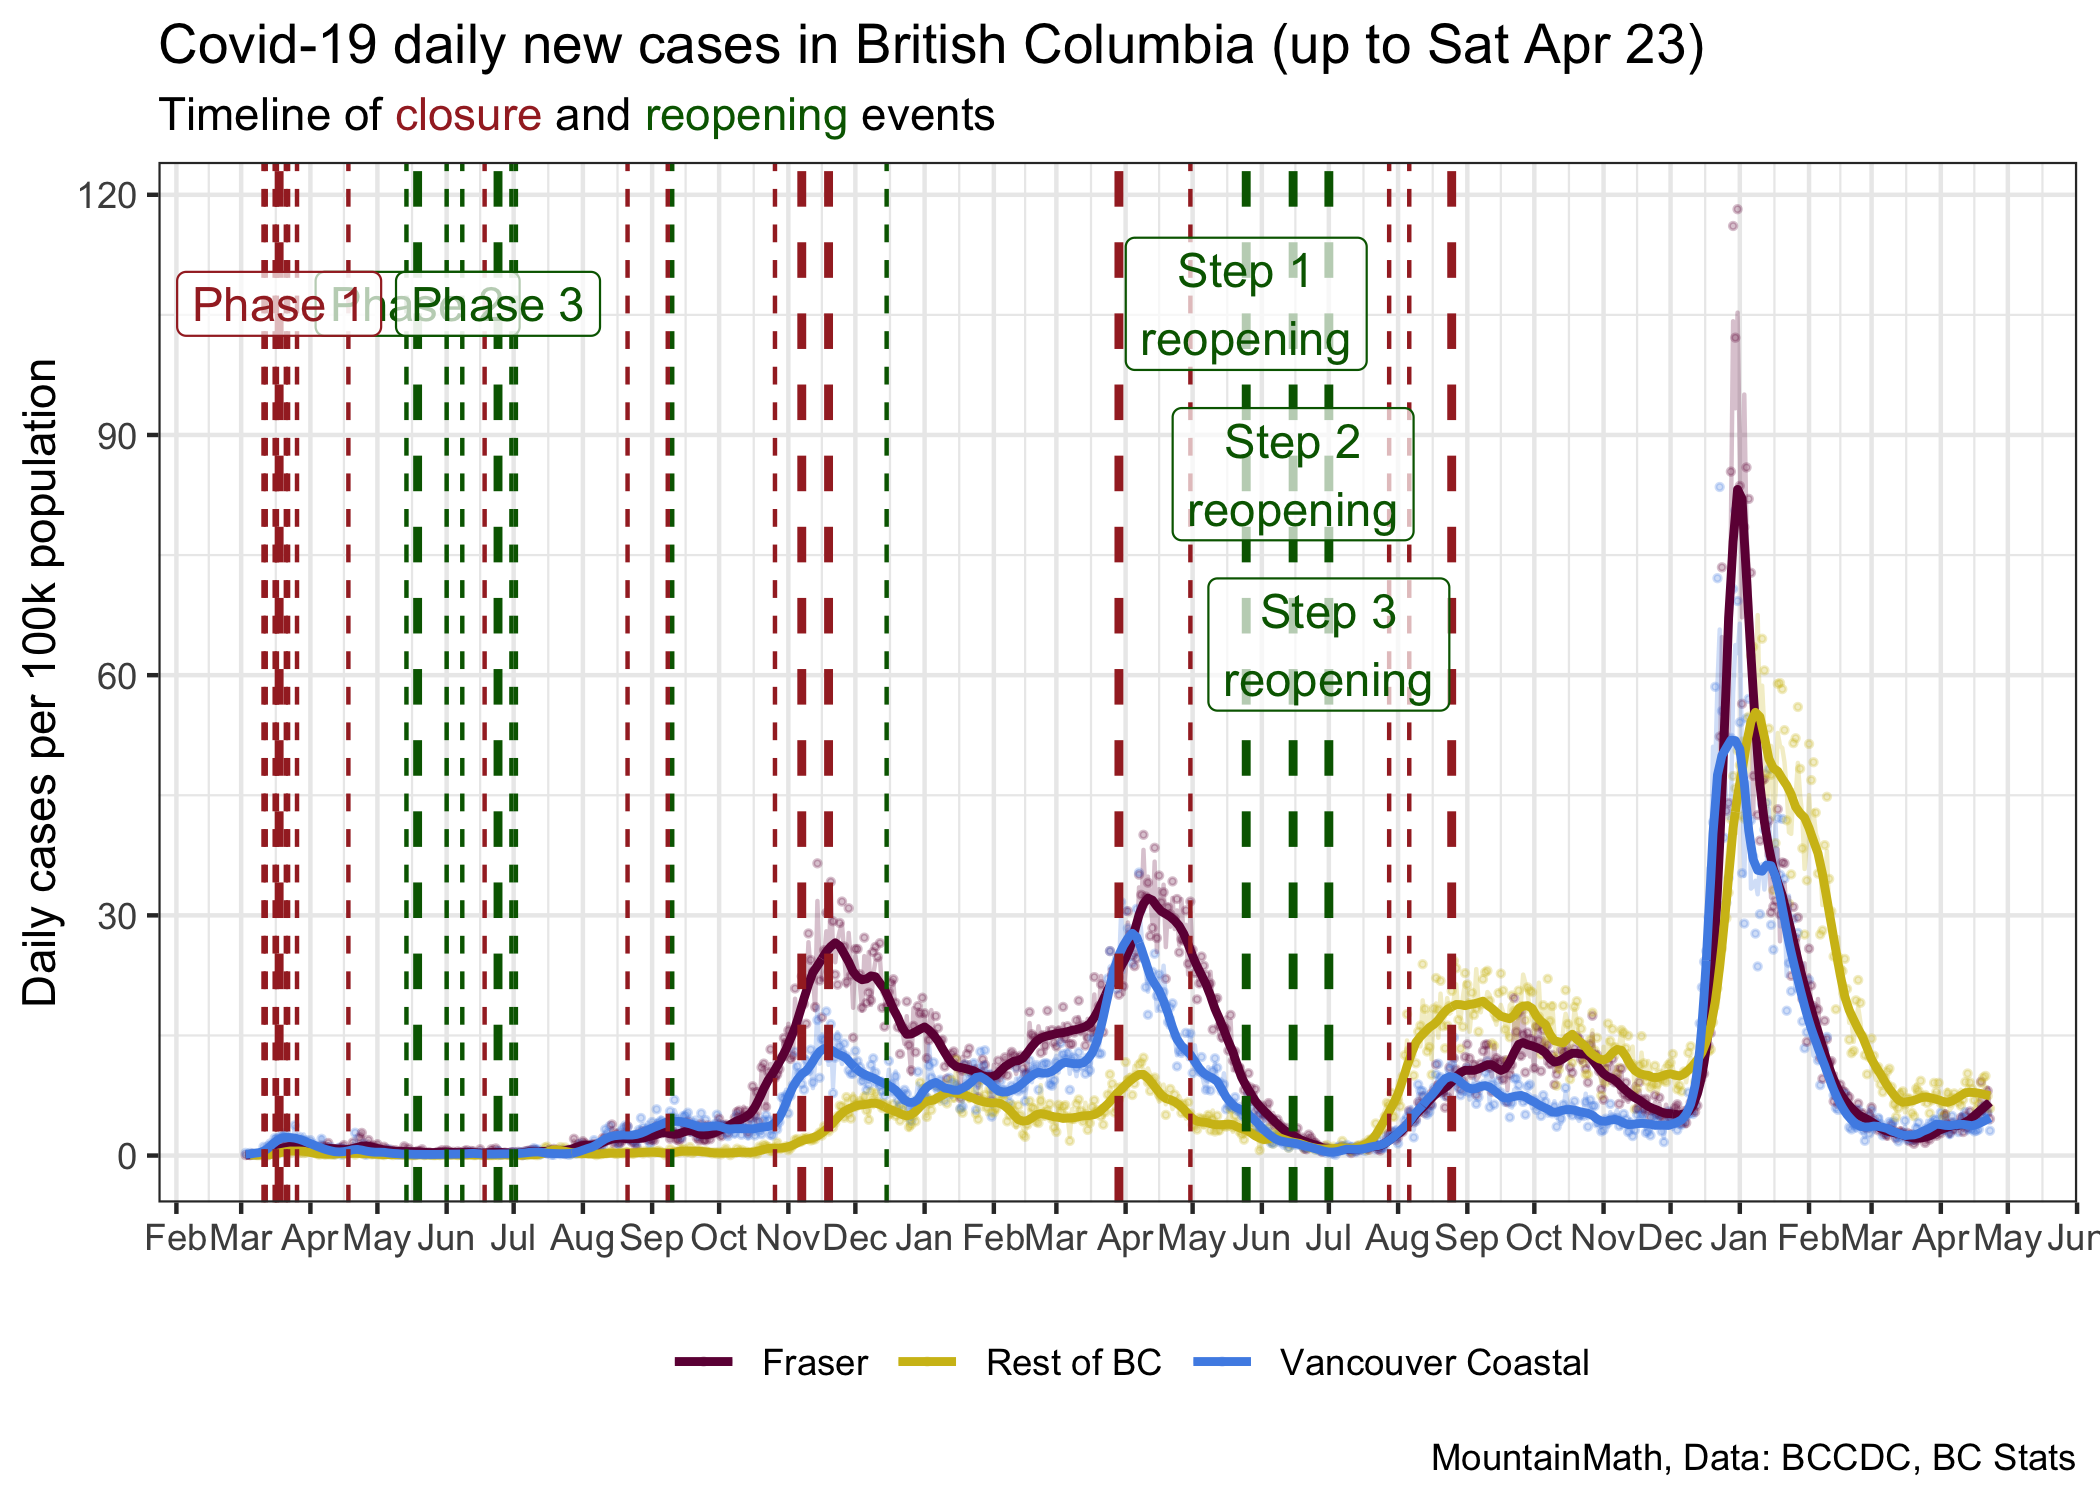 Covid-19 daily new cases in British Columbia (up to Sat Apr 23)
Timeline of closure and reopening events
Daily cases per 100k population
120
90
60
30
0
Phase 1
Phase 2
Phase 3
Step 1
reopening
Step 2
reopening
Step 3
reopening
Feb Mar Apr May Jun Jul Aug Sep Oct Nov Dec Jan Feb Mar Apr May Jun Jul Aug Sep Oct Nov Dec Jan Feb Mar Apr May Jun
Fraser Rest of BC Vancouver Coastal
MountainMath, Data: BCCDC, BC Stats